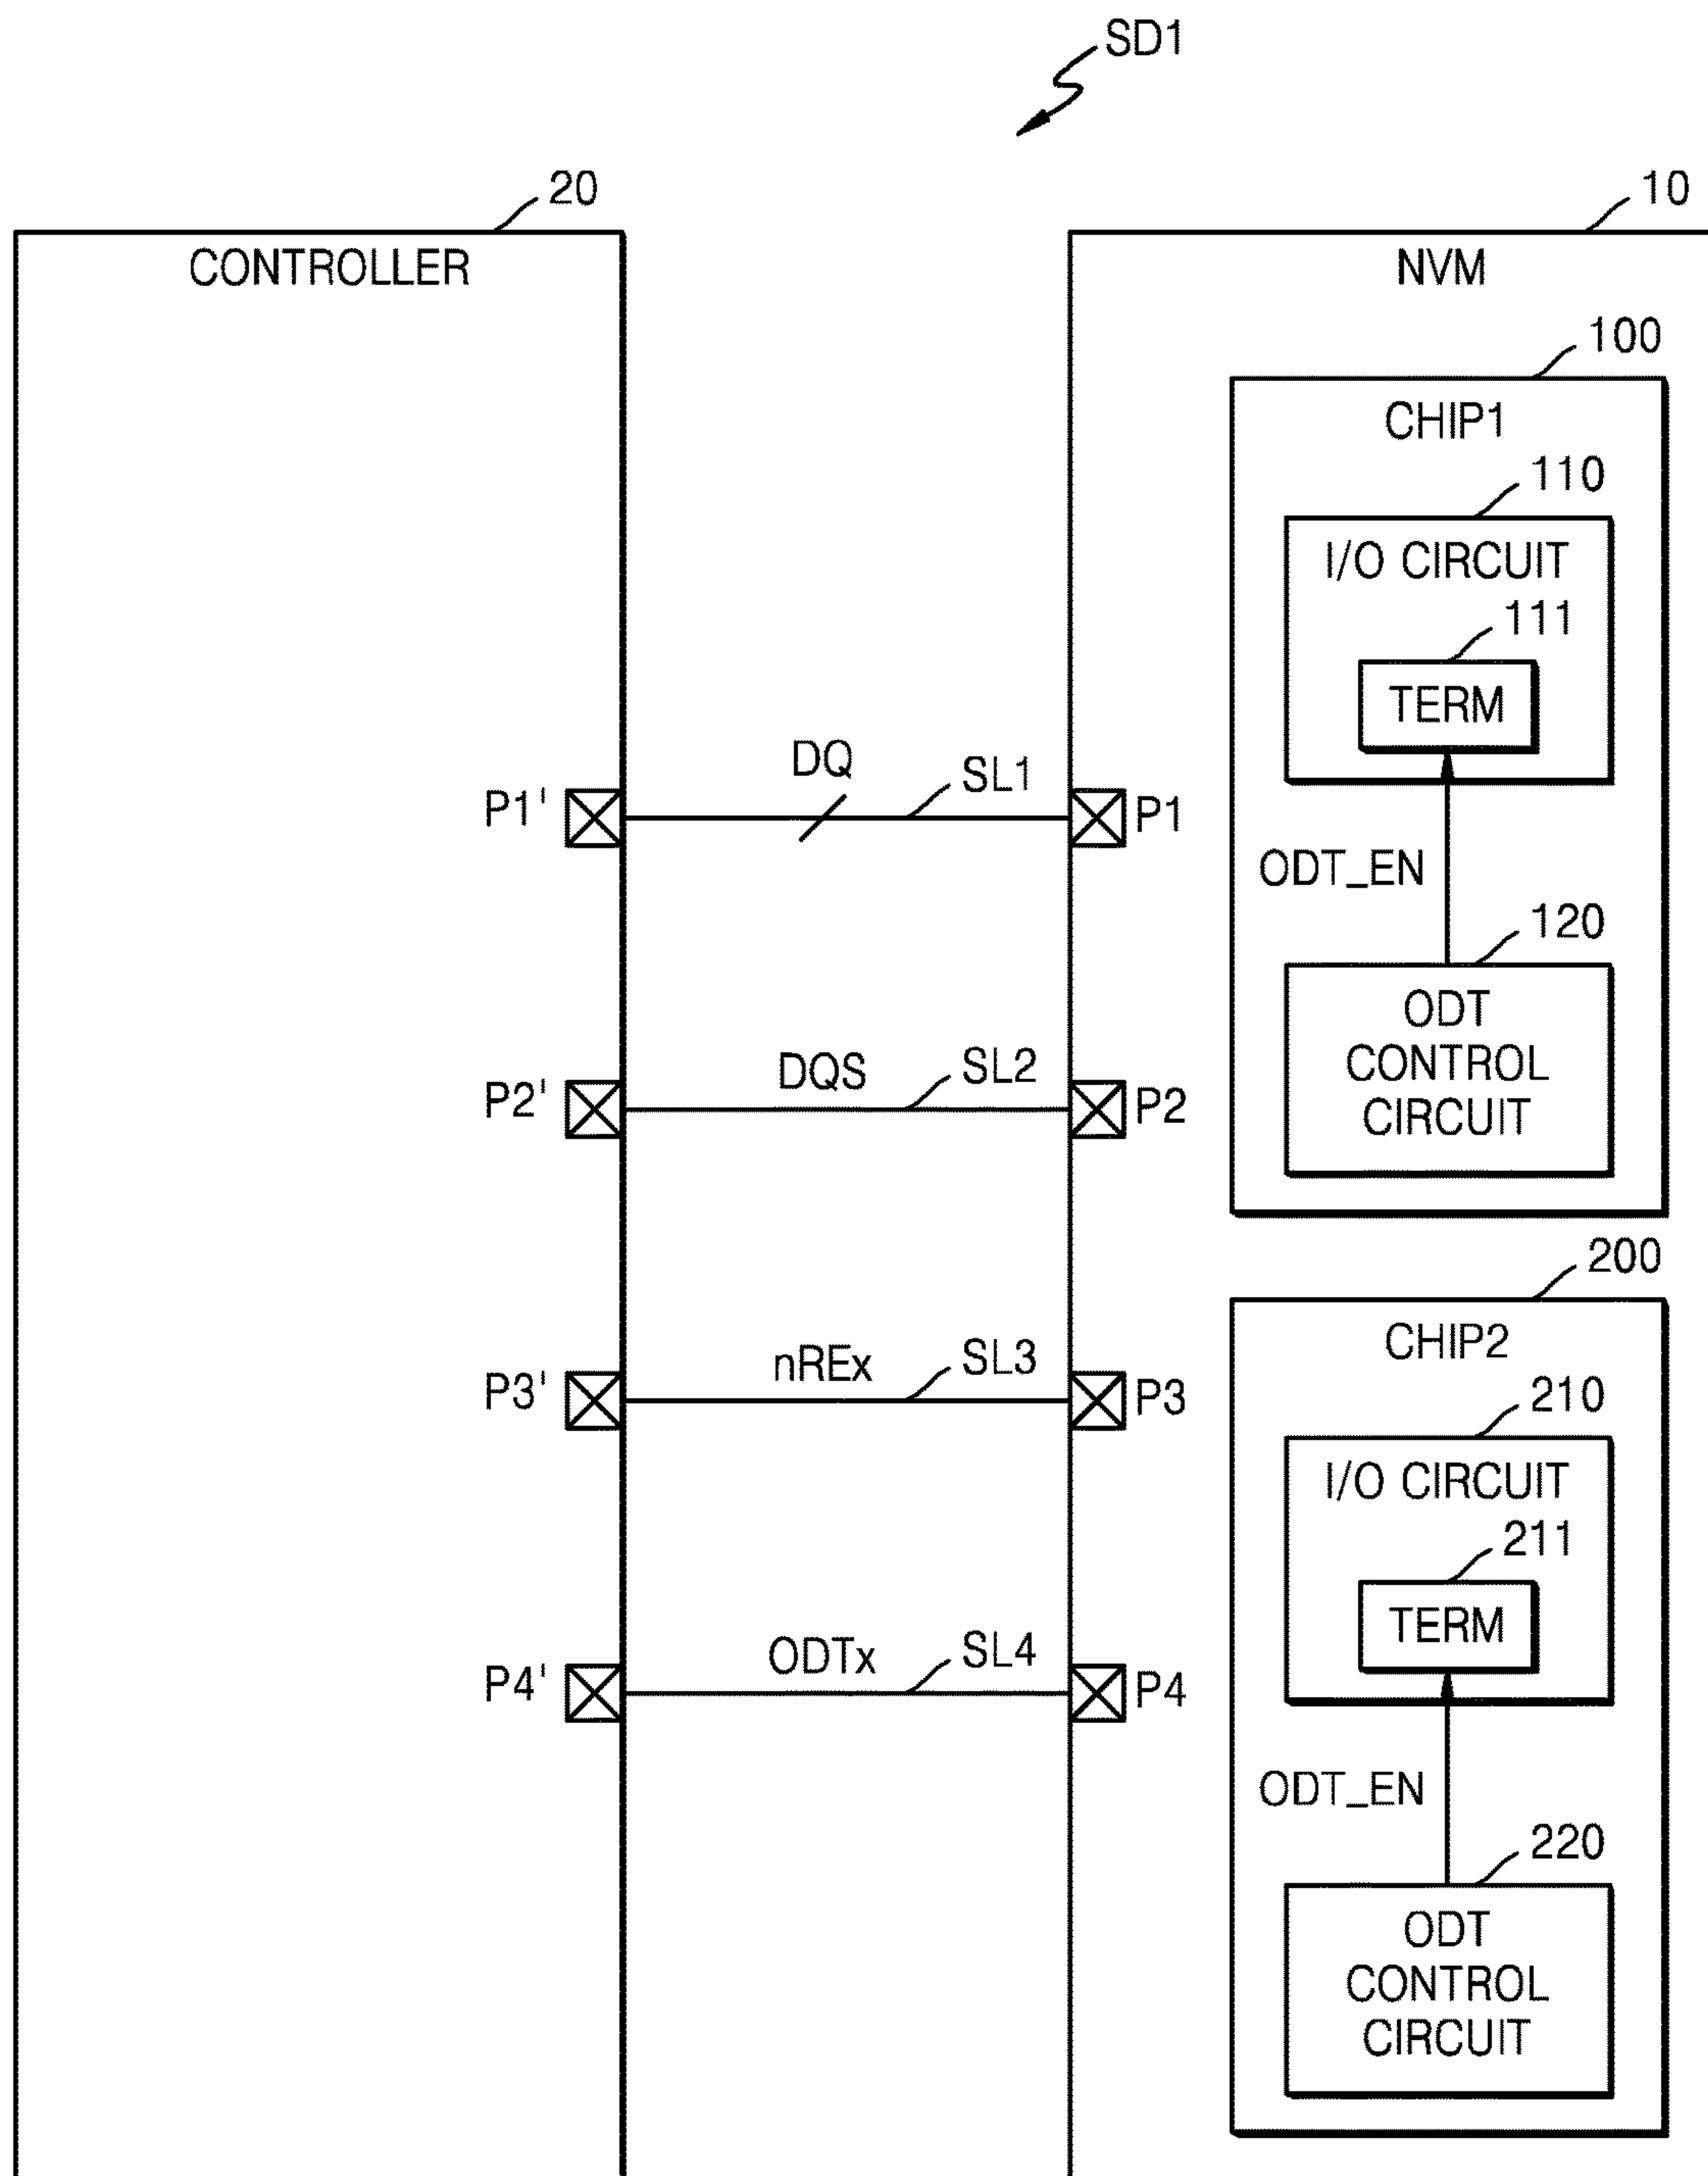 SD1
20
CONTROLLER
10
NVM
100
CHIP1
110
I/O CIRCUIT
111
TERM
ODT_EN
120
ODT
CONTROL
CIRCUIT
P1'
DQ
SL1
P1
P2'
DQS
SL2
P2
P3'
nREx
SL3
P3
P4'
ODTx
SL4
P4
200
CHIP2
210
I/O CIRCUIT
211
TERM
ODT_EN
220
ODT
CONTROL
CIRCUIT